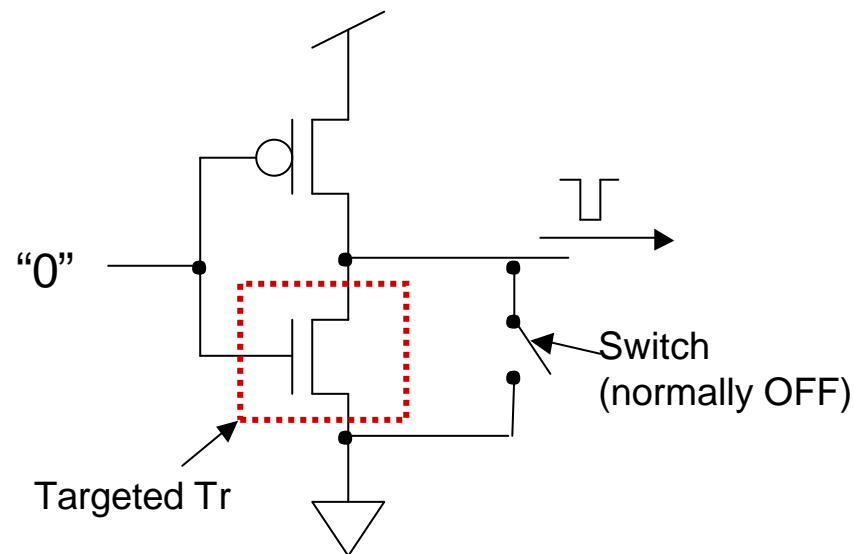 “0”
Switch
(normally OFF)
Targeted Tr